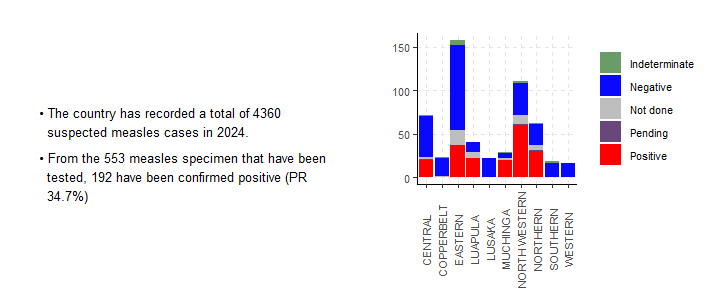 • The country has recorded a total of 4360
suspected measles cases in 2024.
• From the 553 measles specimen that have been
tested, 192 have been confirmed positive (PR
34.7%)
150
100
50
0
CENTRAL
COPPERBELT
EASTERN
LUAPULA
LUSAKA
MUCHINGA
NORTHWESTERN
NORTHERN
SOUTHERN
WESTERN
Indeterminate
Negative
Not done
Pending
Positive